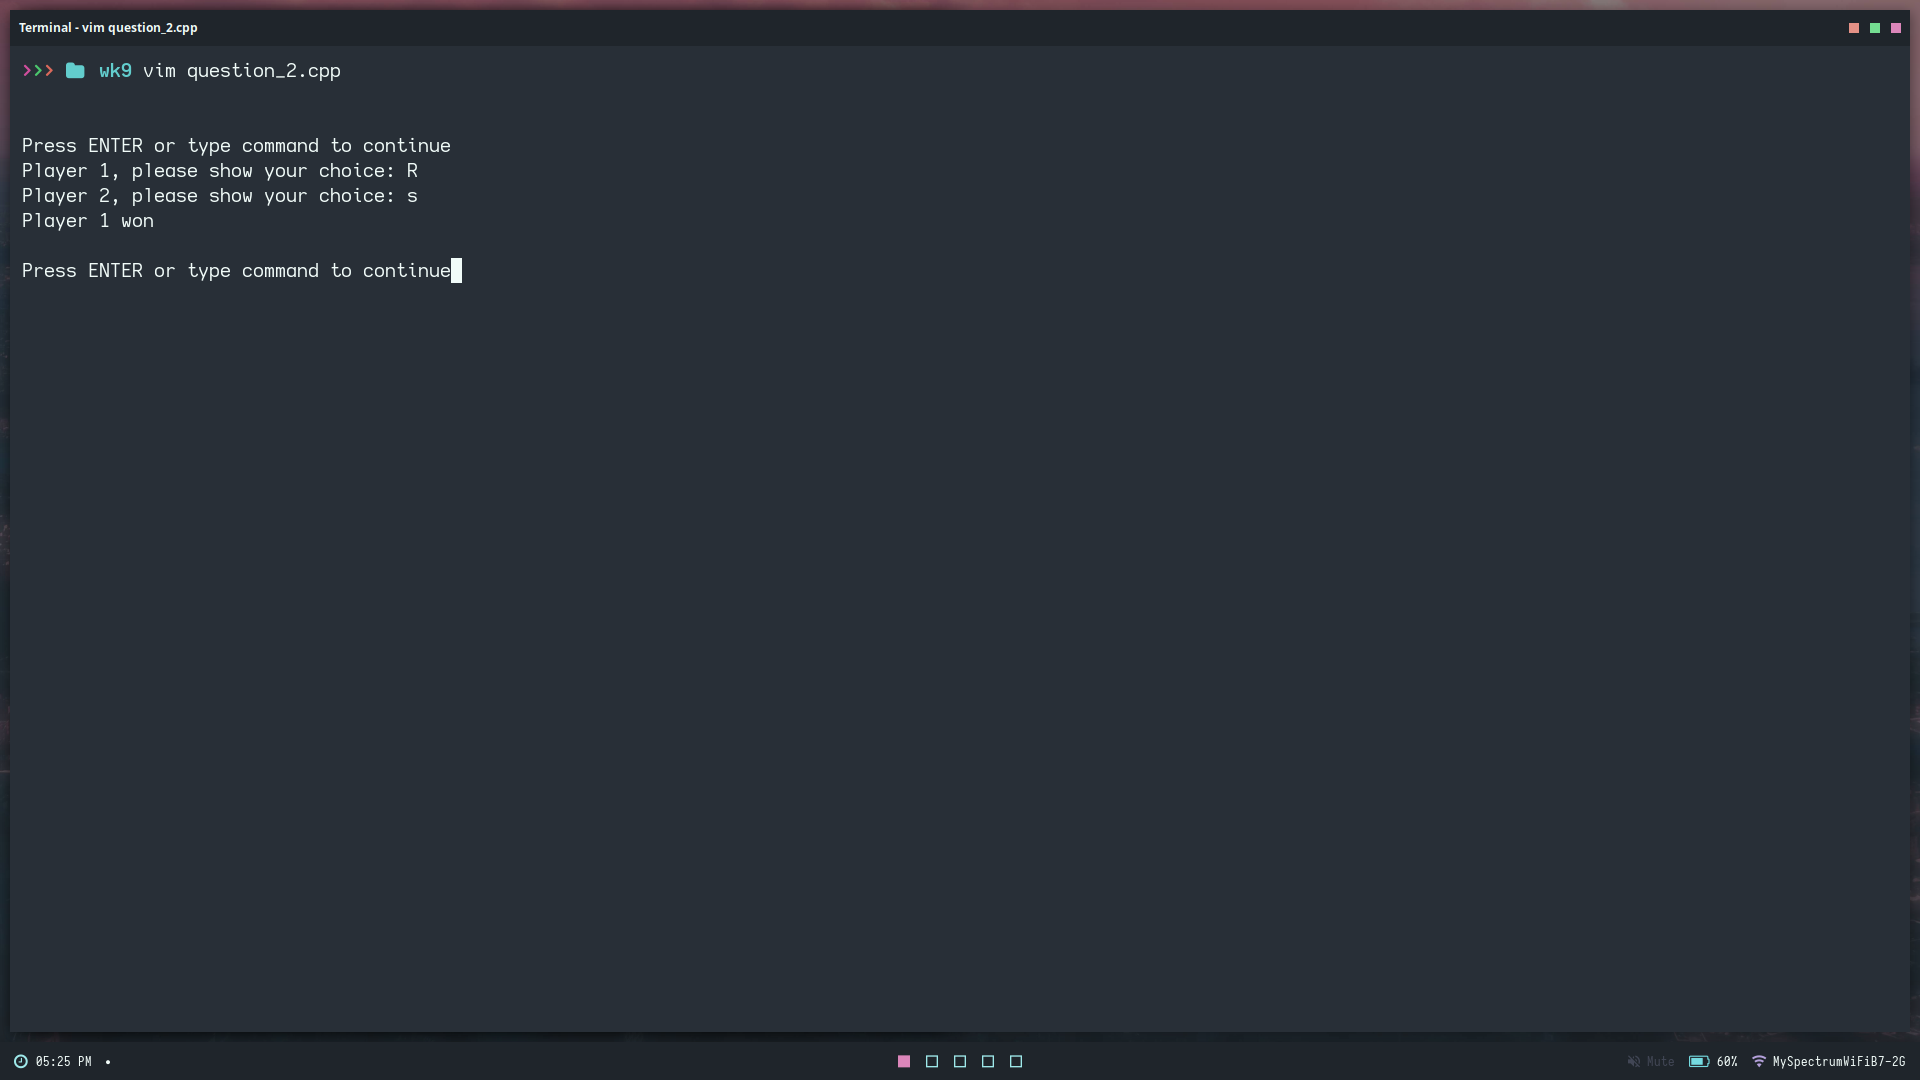 Terminal - vim question_2.cpp
>>> wk9 vim question_2.cpp
Press ENTER or type command to continue
Player 1, please show your choice: R
Player 2, please show your choice: s
Player 1 won
Press ENTER or type command to continue
05:25 PM •
Mute 60% MySpectrumWiFiB7-2G